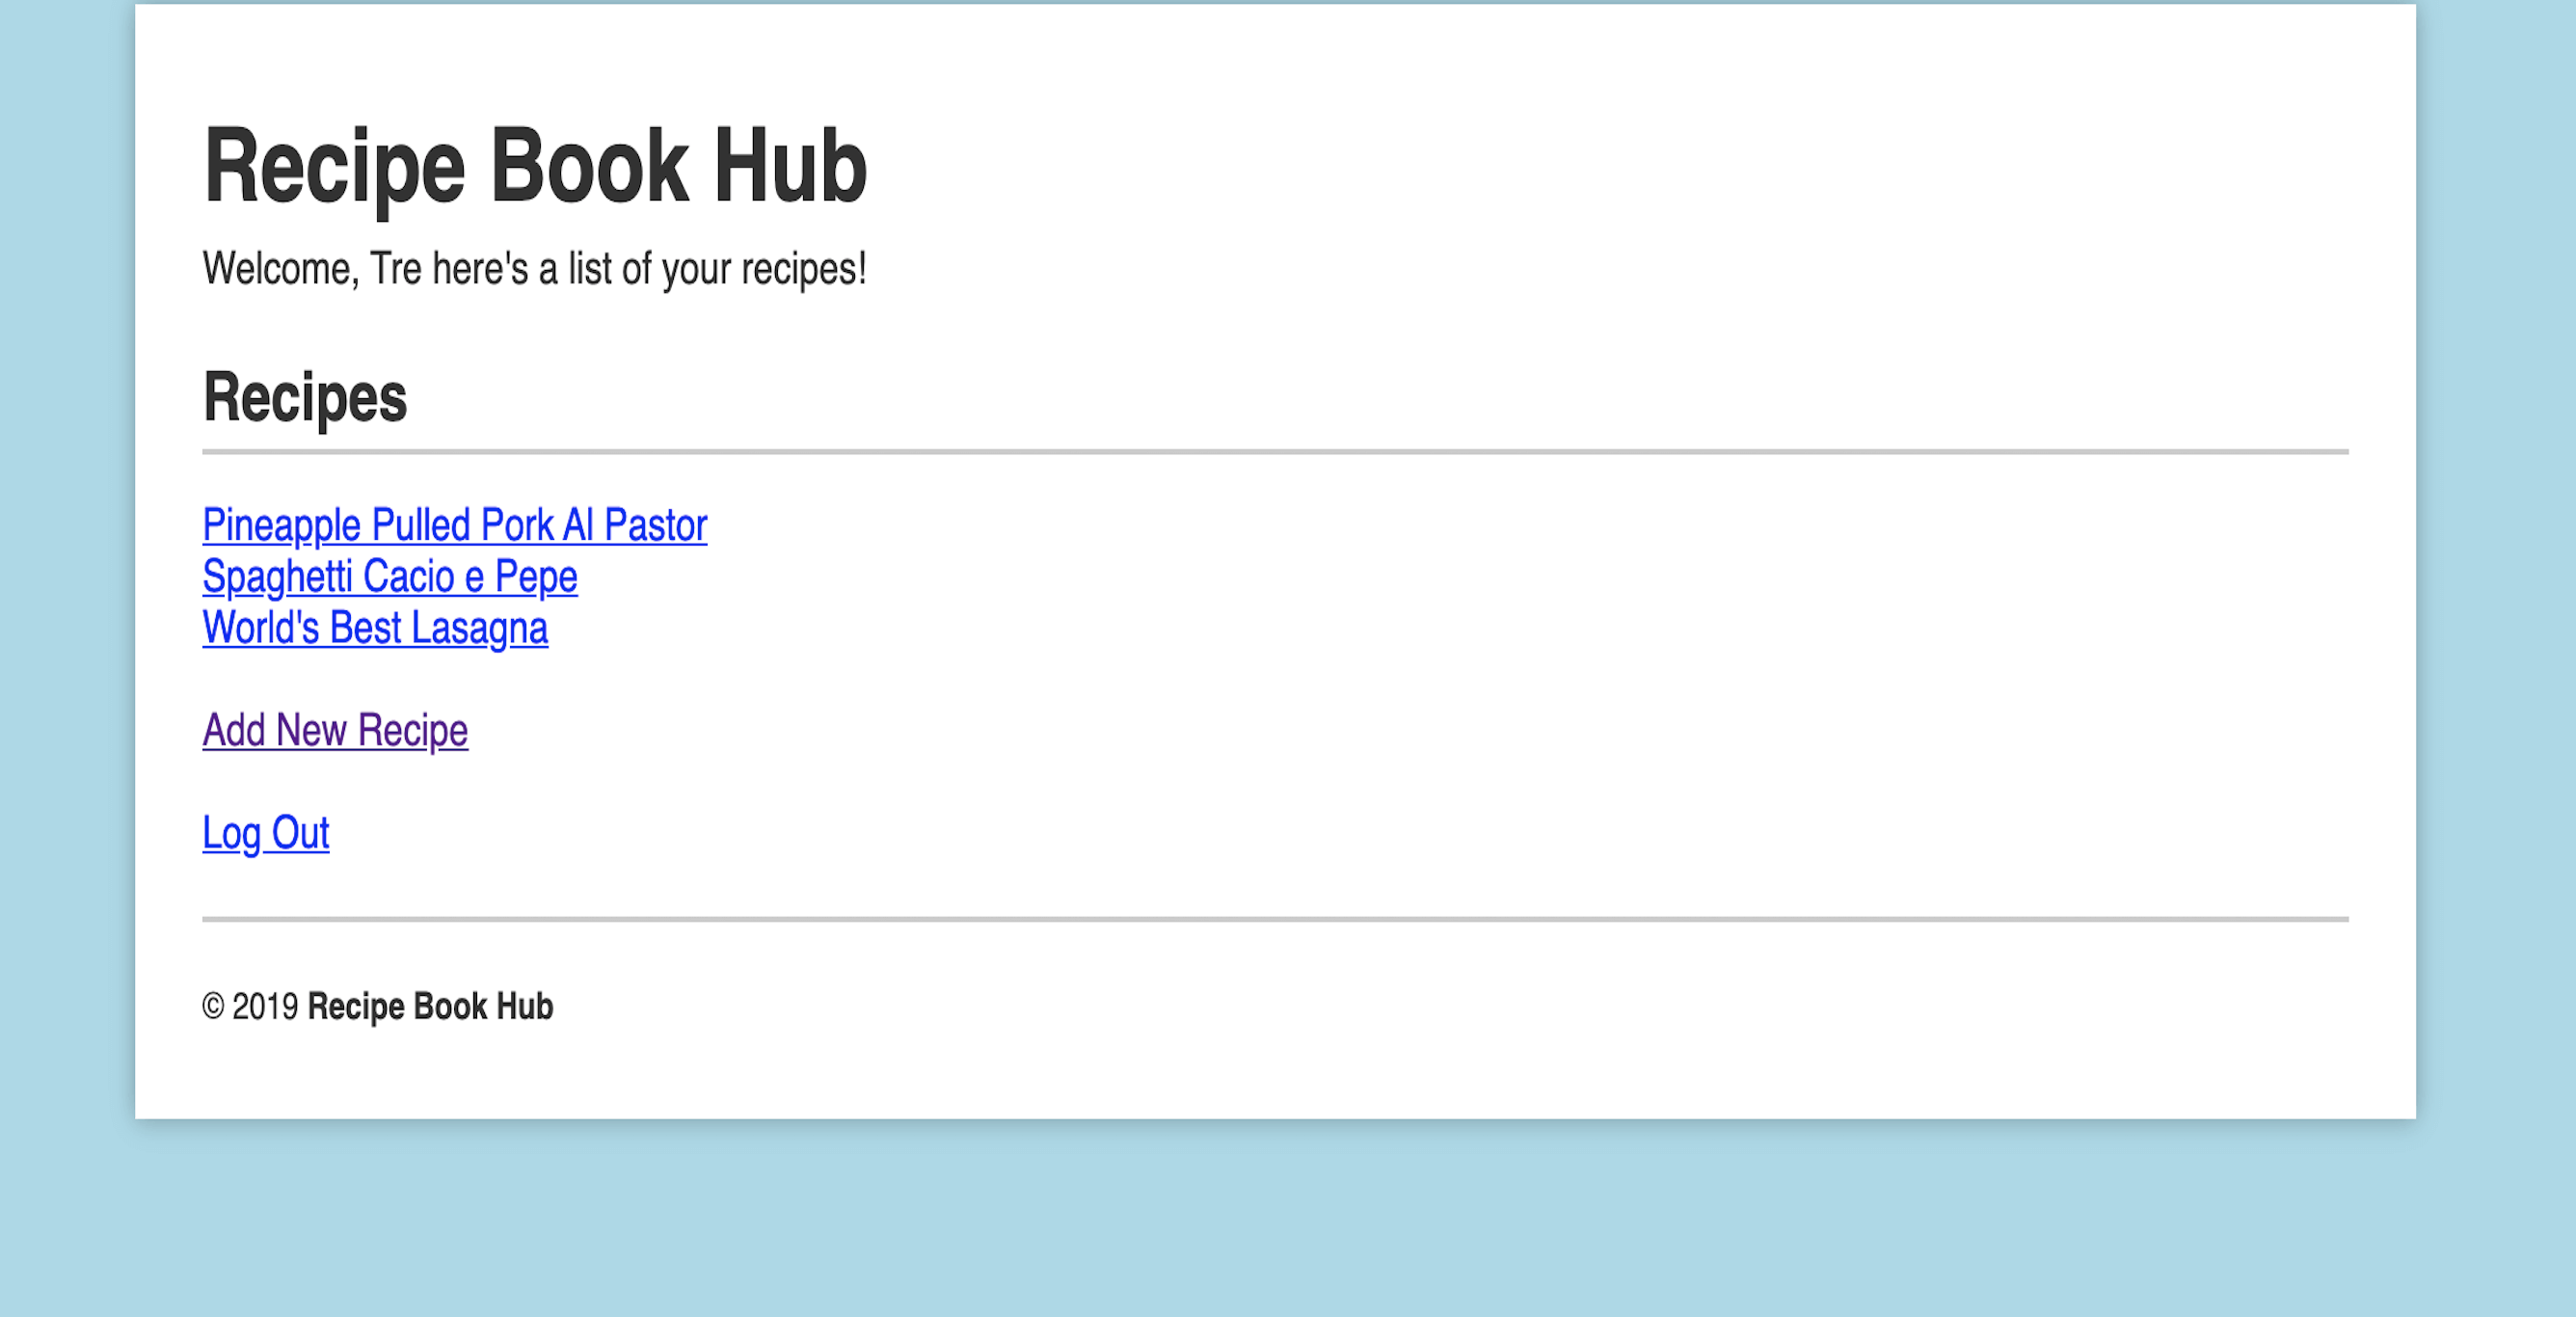 Recipe Book Hub
Welcome, Tre here's a list of your recipes!
Recipes
Pineapple Pulled Pork Al Pastor
Spaghetti Cacio e Pepe
World's Best Lasagna
Add New Recipe
Log Out
© 2019 Recipe Book Hub